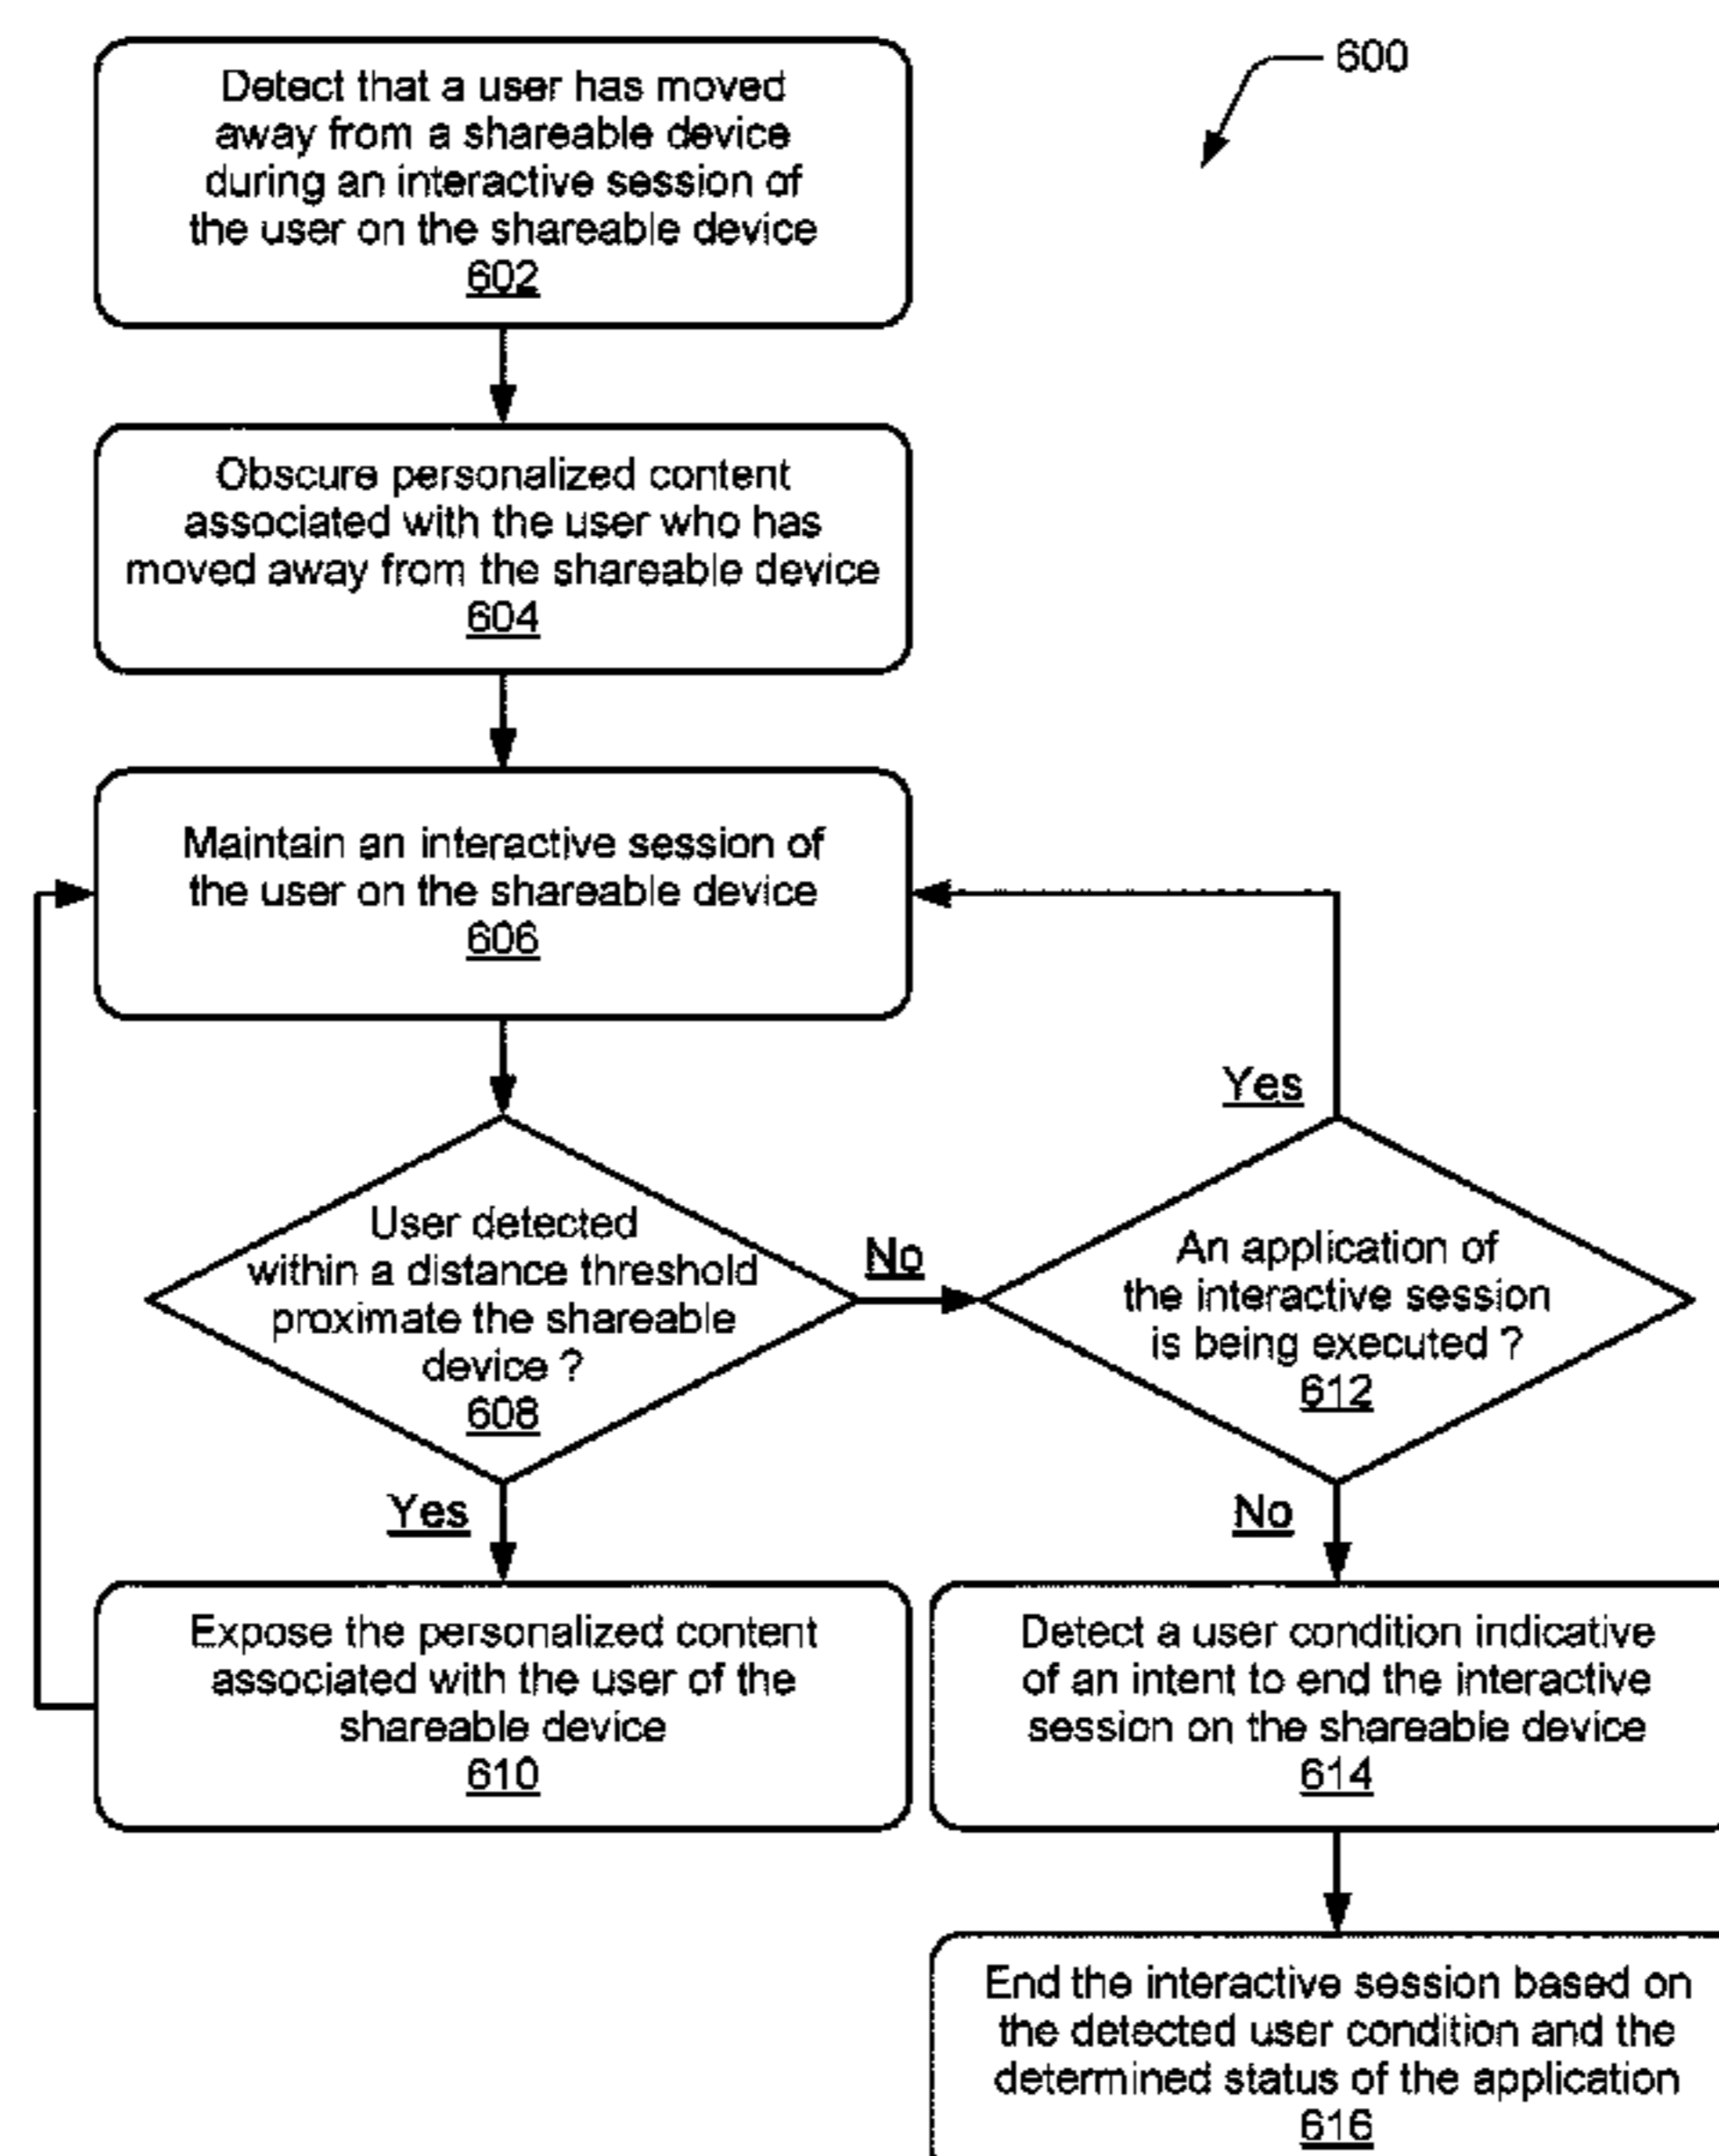 600
Detect that a user has moved
away from a shareable device
during an interactive session of
the user on the shareable device
602
Obscure personalized content
associated with the user who has
moved away from the shareable device
604
Maintain an interactive session of
the user on the shareable device
606
User detected
within a distance threshold
proximate the shareable
device ?
608
No
Yes
An application of
the interactive session
is being executed ?
612
Yes
No
Expose the personalized content
associated with the user of the
shareable device
610
Detect a user condition indicative
of an intent to end the interactive
session on the shareable device
614
End the interactive session based on
the detected user condition and the
determined status of the application
616